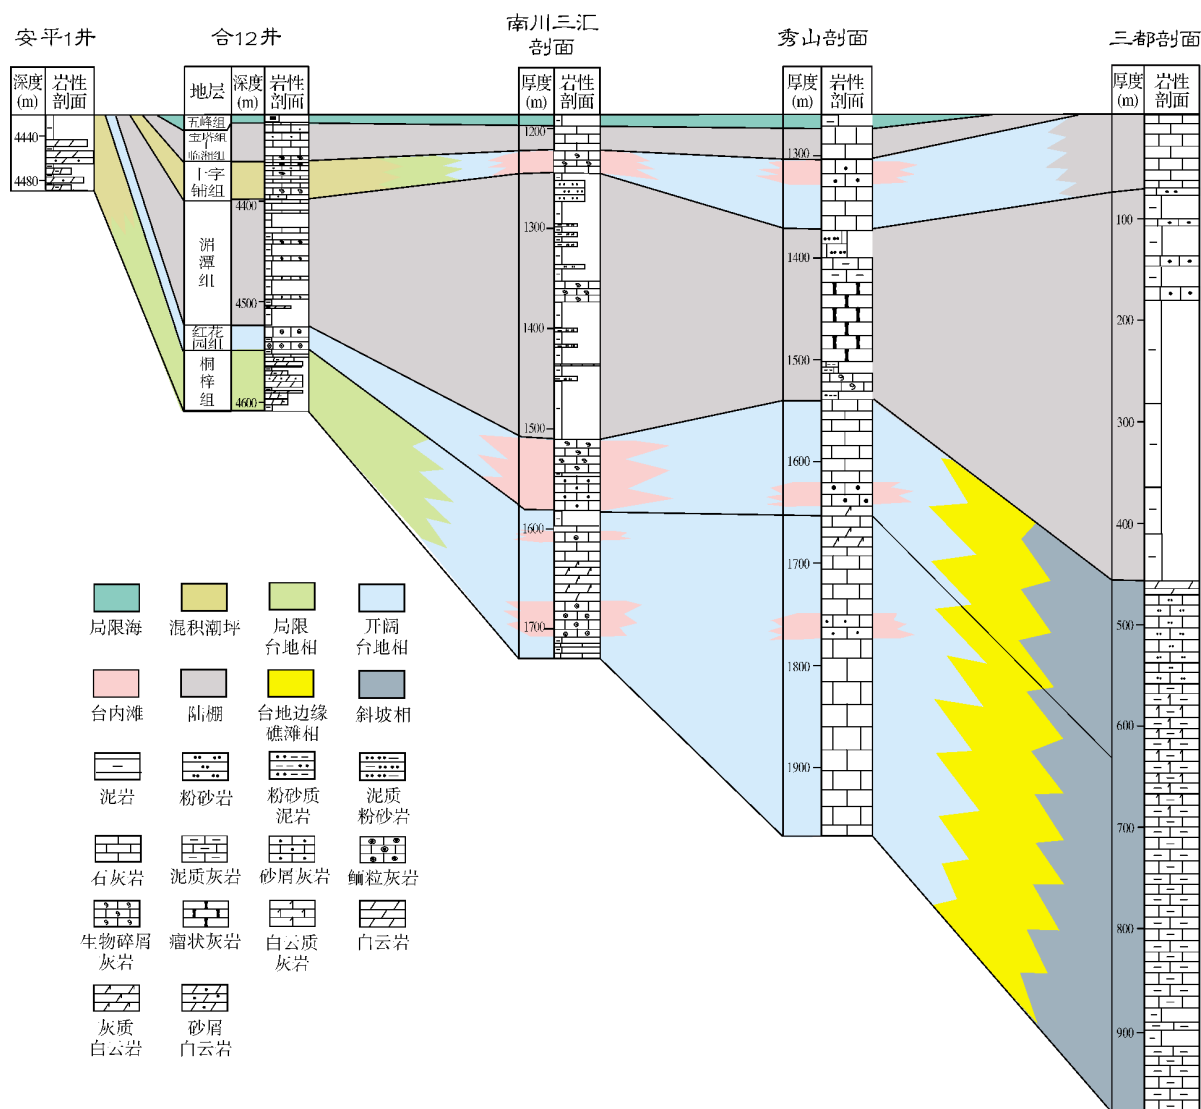 安平1井
合12井
南川三汇
剖面
秀山剖面
三都剖面
深度
(m)
岩性
剖面
4440
4480
地层
深度
(m)
岩性
剖面
五峰组
宝塔组
临湘组
十字
铺组
湄
潭
组
红花
园组
桐
梓
组
4400
4500
4600
厚度
(m)
岩性
剖面
1200
1300
1400
1500
1600
1700
厚度
(m)
岩性
剖面
1300
1400
1500
1600
1700
1800
1900
厚度
(m)
岩性
剖面
100
200
300
400
500
600
700
800
900
局限海
混积潮坪
局限
台地相
开阔
台地相
台内滩
陆棚
台地边缘
礁滩相
斜坡相
泥岩
粉砂岩
粉砂质
泥岩
泥质
粉砂岩
石灰岩
泥质灰岩
砂屑灰岩
鲕粒灰岩
生物碎屑
灰岩
瘤状灰岩
白云质
灰岩
白云岩
灰质
白云岩
砂屑
白云岩